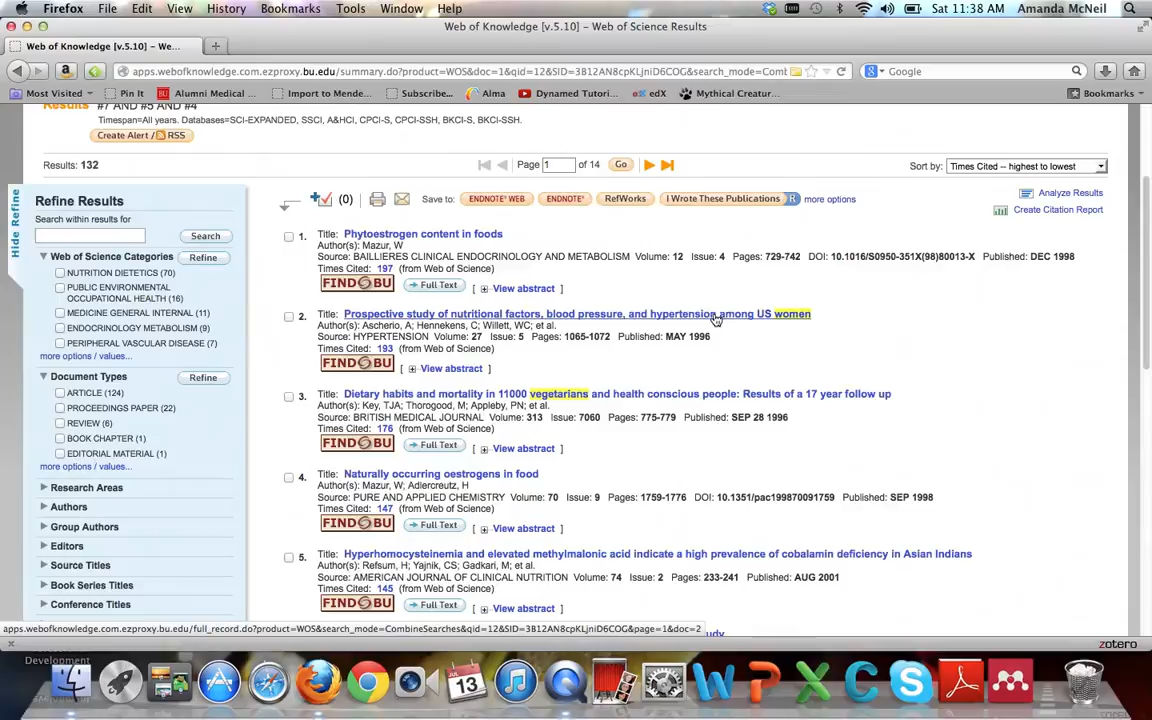 Firefox File Edit View History Bookmarks Tools Window Help Sat 11:38 AM Amanda McNeil
Web of Knowledge [v.5.10] – Web of Science Results
Web of Knowledge [v.5.10] – We...
apps.webofknowledge.com.ezproxy.bu.edu/summary.do?product=WOS&doc=1&qid=12&SID=3B12AN8cpKLjniD6COG&search_mode=Comb Google
Most Visited Pin It Alumni Medical ... Import to Mende... Subscribe... Alma Dynamed Tutori... edX Mythical Creatur... Bookmarks
Results #7 AND #5 AND #4
Timespan=All years. Databases=SCI-EXPANDED, SSCI, A&HCI, CPCI-S, CPCI-SSH, BKCI-S, BKCI-SSH.
Create Alert / RSS
Results: 132 Page 1 of 14 Go Sort by: Times Cited -- highest to lowest
Hide Refine
Refine Results
Search within results for
Search
Web of Science Categories Refine
NUTRITION DIETETICS (70)
PUBLIC ENVIRONMENTAL
OCCUPATIONAL HEALTH (16)
MEDICINE GENERAL INTERNAL (11)
ENDOCRINOLOGY METABOLISM (9)
PERIPHERAL VASCULAR DISEASE (7)
more options / values...
Document Types Refine
ARTICLE (124)
PROCEEDINGS PAPER (22)
REVIEW (6)
BOOK CHAPTER (1)
EDITORIAL MATERIAL (1)
more options / values...
Research Areas
Authors
Group Authors
Editors
Source Titles
Book Series Titles
Conference Titles
(0) Save to: ENDNOTE WEB ENDNOTE RefWorks I Wrote These Publications R more options
Analyze Results
Create Citation Report
1. Title: Phytoestrogen content in foods
Author(s): Mazur, W
Source: BAILLIERES CLINICAL ENDOCRINOLOGY AND METABOLISM Volume: 12 Issue: 4 Pages: 729-742 DOI: 10.1016/S0950-351X(98)80013-X Published: DEC 1998
Times Cited: 197 (from Web of Science)
FIND@BU Full Text [ View abstract ]
2. Title: Prospective study of nutritional factors, blood pressure, and hypertension among US women
Author(s): Ascherio, A; Hennekens, C; Willett, WC; et al.
Source: HYPERTENSION Volume: 27 Issue: 5 Pages: 1065-1072 Published: MAY 1996
Times Cited: 193 (from Web of Science)
FIND@BU [ View abstract ]
3. Title: Dietary habits and mortality in 11000 vegetarians and health conscious people: Results of a 17 year follow up
Author(s): Key, TJA; Thorogood, M; Appleby, PN; et al.
Source: BRITISH MEDICAL JOURNAL Volume: 313 Issue: 7060 Pages: 775-779 Published: SEP 28 1996
Times Cited: 176 (from Web of Science)
FIND@BU Full Text [ View abstract ]
4. Title: Naturally occurring oestrogens in food
Author(s): Mazur, W; Adlercreutz, H
Source: PURE AND APPLIED CHEMISTRY Volume: 70 Issue: 9 Pages: 1759-1776 DOI: 10.1351/pac199870091759 Published: SEP 1998
Times Cited: 147 (from Web of Science)
FIND@BU Full Text [ View abstract ]
5. Title: Hyperhomocysteinemia and elevated methylmalonic acid indicate a high prevalence of cobalamin deficiency in Asian Indians
Author(s): Refsum, H; Yajnik, CS; Gadkari, M; et al.
Source: AMERICAN JOURNAL OF CLINICAL NUTRITION Volume: 74 Issue: 2 Pages: 233-241 Published: AUG 2001
Times Cited: 145 (from Web of Science)
FIND@BU Full Text [ View abstract ]
apps.webofknowledge.com.ezproxy.bu.edu/full_record.do?product=WOS&search_mode=CombineSearches&qid=12&SID=3B12AN8cpKLjniD6COG&page=1&doc=2
zotero
Development
JUL
13